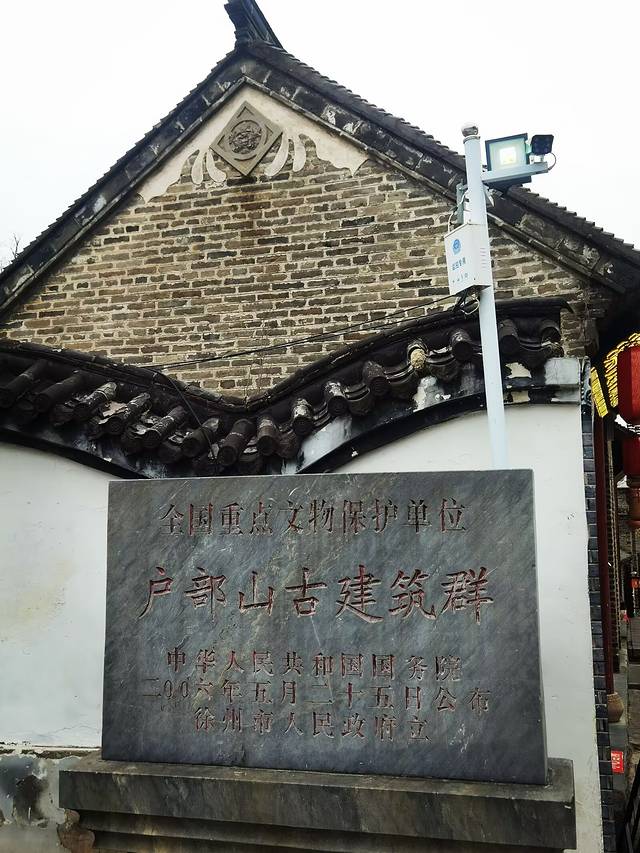 全国重点文物保护单位
户部山古建筑群
中华人民共和国国务院
二00六年五月二十五日公布
徐州市人民政府立